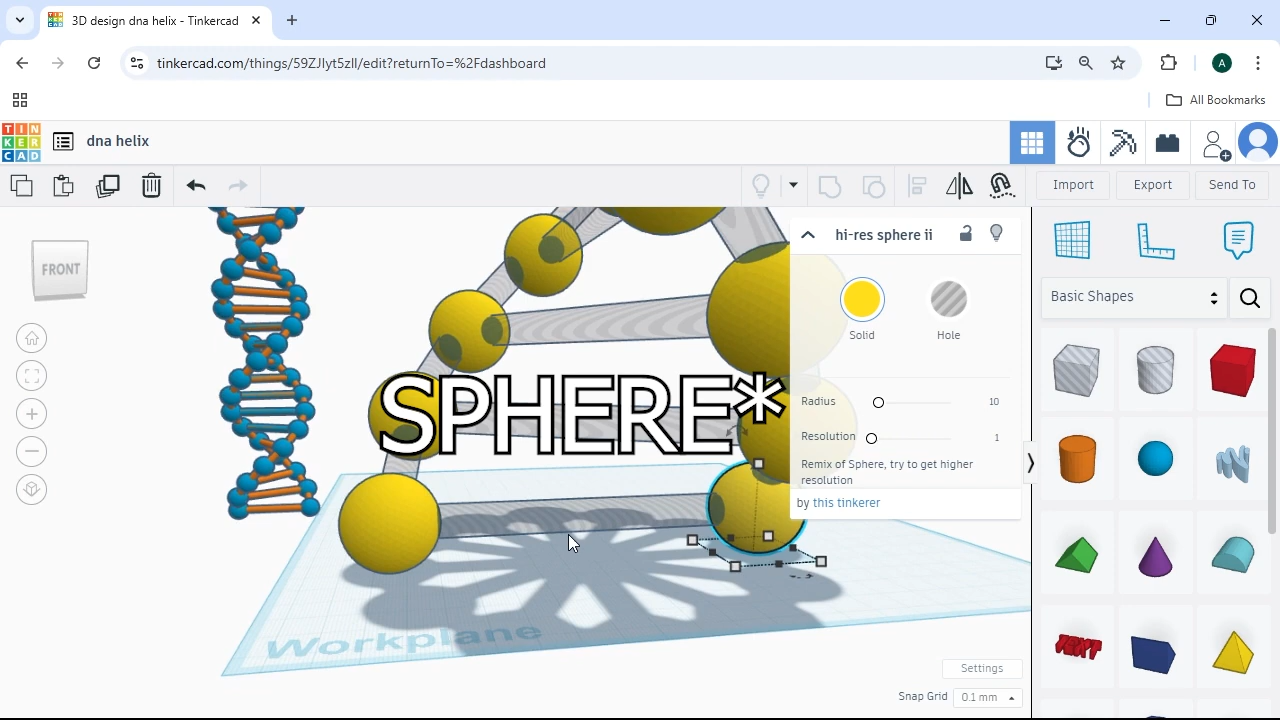 3D design dna helix - Tinkercad
tinkercad.com/things/59ZJlyt5zII/edit?returnTo=%2Fdashboard
A
All Bookmarks
TIN
KER
CAD
dna helix
Import
Export
Send To
FRONT
hi-res sphere ii
Solid
Hole
Radius
10
Resolution
1
Remix of Sphere, try to get higher
resolution
by this tinkerer
Basic Shapes
SPHERE*
TEXT
Workplane
Settings
Snap Grid
0.1 mm